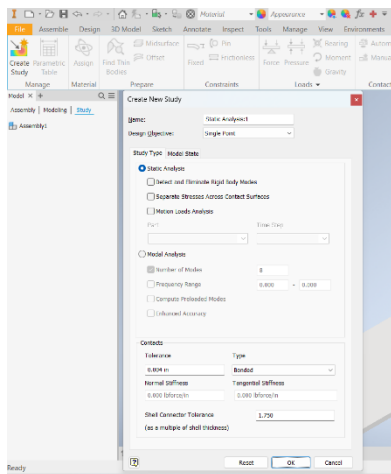 Material
Appearance
File Assemble Design 3D Model Sketch Annotate Inspect Tools Manage View Environments
Create Study
Parametric Table
Assign
Find Thin Bodies
Midsurface
Offset
Fixed
Pin
Frictionless
Force
Pressure
Bearing
Moment
Gravity
Autom
Manua
Manage Material Prepare Constraints Loads Contact
Model × +
Assembly | Modeling | Study
Assembly1
Create New Study
Name: Static Analysis:1
Design Objective: Single Point
Study Type Model State
Static Analysis
Detect and Eliminate Rigid Body Modes
Separate Stresses Across Contact Surfaces
Motion Loads Analysis
Part Time Step
Modal Analysis
Number of Modes 8
Frequency Range 0.000 - 0.000
Compute Preloaded Modes
Enhanced Accuracy
Contacts
Tolerance Type
0.004 in Bonded
Normal Stiffness Tangential Stiffness
0.000 lbforce/in 0.000 lbforce/in
Shell Connector Tolerance 1.750
(as a multiple of shell thickness)
? Reset OK Cancel
Ready